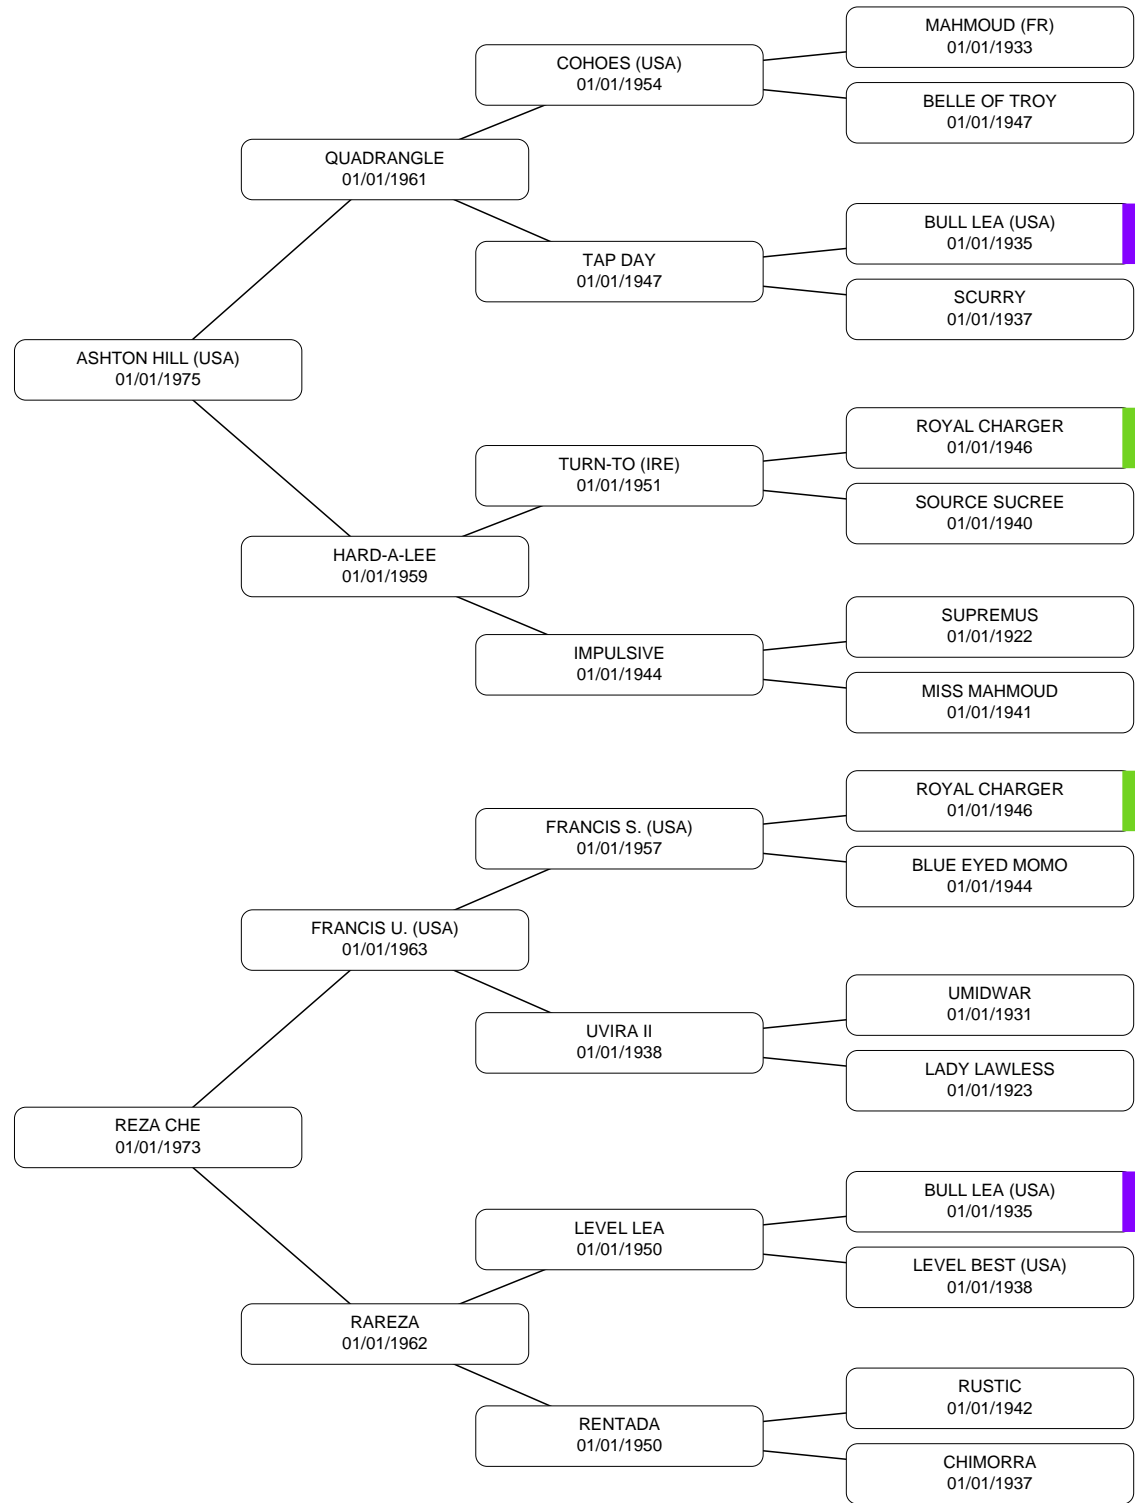 MAHMOUD (FR)
01/01/1933
COHOES (USA)
01/01/1954
BELLE OF TROY
01/01/1947
QUADRANGLE
01/01/1961
BULL LEA (USA)
01/01/1935
TAP DAY
01/01/1947
SCURRY
01/01/1937
ASHTON HILL (USA)
01/01/1975
ROYAL CHARGER
01/01/1946
TURN-TO (IRE)
01/01/1951
SOURCE SUCREE
01/01/1940
HARD-A-LEE
01/01/1959
SUPREMUS
01/01/1922
IMPULSIVE
01/01/1944
MISS MAHMOUD
01/01/1941
ROYAL CHARGER
01/01/1946
FRANCIS S. (USA)
01/01/1957
BLUE EYED MOMO
01/01/1944
FRANCIS U. (USA)
01/01/1963
UMIDWAR
01/01/1931
UVIRA II
01/01/1938
LADY LAWLESS
01/01/1923
REZA CHE
01/01/1973
BULL LEA (USA)
01/01/1935
LEVEL LEA
01/01/1950
LEVEL BEST (USA)
01/01/1938
RAREZA
01/01/1962
RUSTIC
01/01/1942
RENTADA
01/01/1950
CHIMORRA
01/01/1937